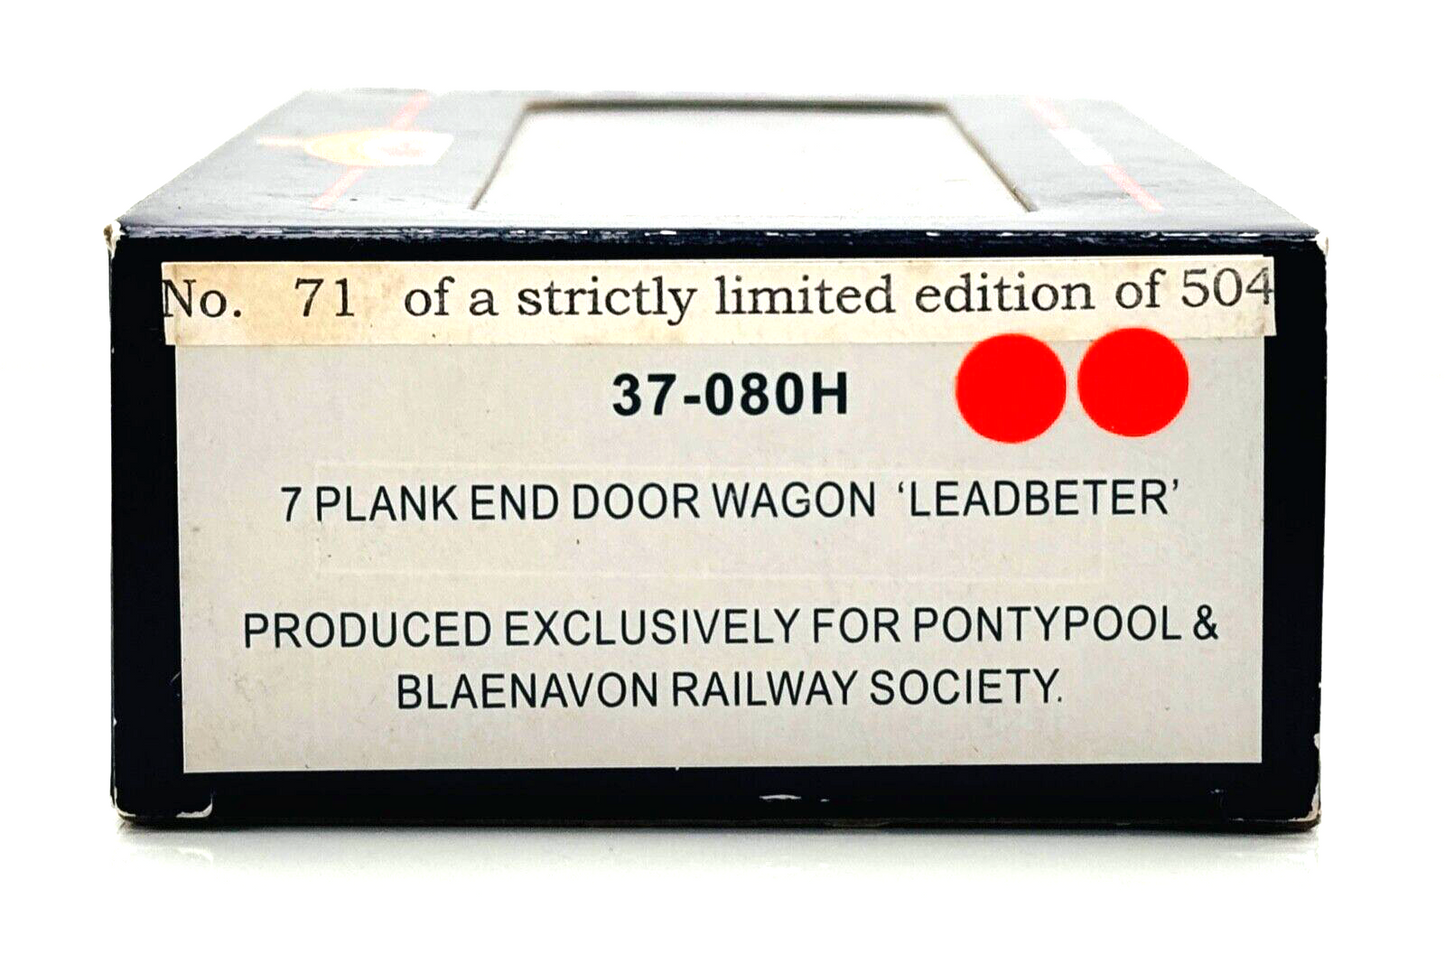 No. 71 of a strictly limited edition of 504
37-080H
7 PLANK END DOOR WAGON ‘LEADBETER’
PRODUCED EXCLUSIVELY FOR PONTYPOOL &
BLAENAVON RAILWAY SOCIETY.